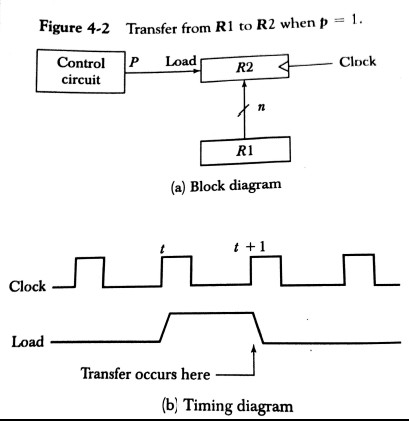 Figure 4-2 Transfer from R1 to R2 when p = 1.
Control circuit
P
Load
R2
Clock
n
R1
(a) Block diagram
t
t + 1
Clock
Load
Transfer occurs here
(b) Timing diagram